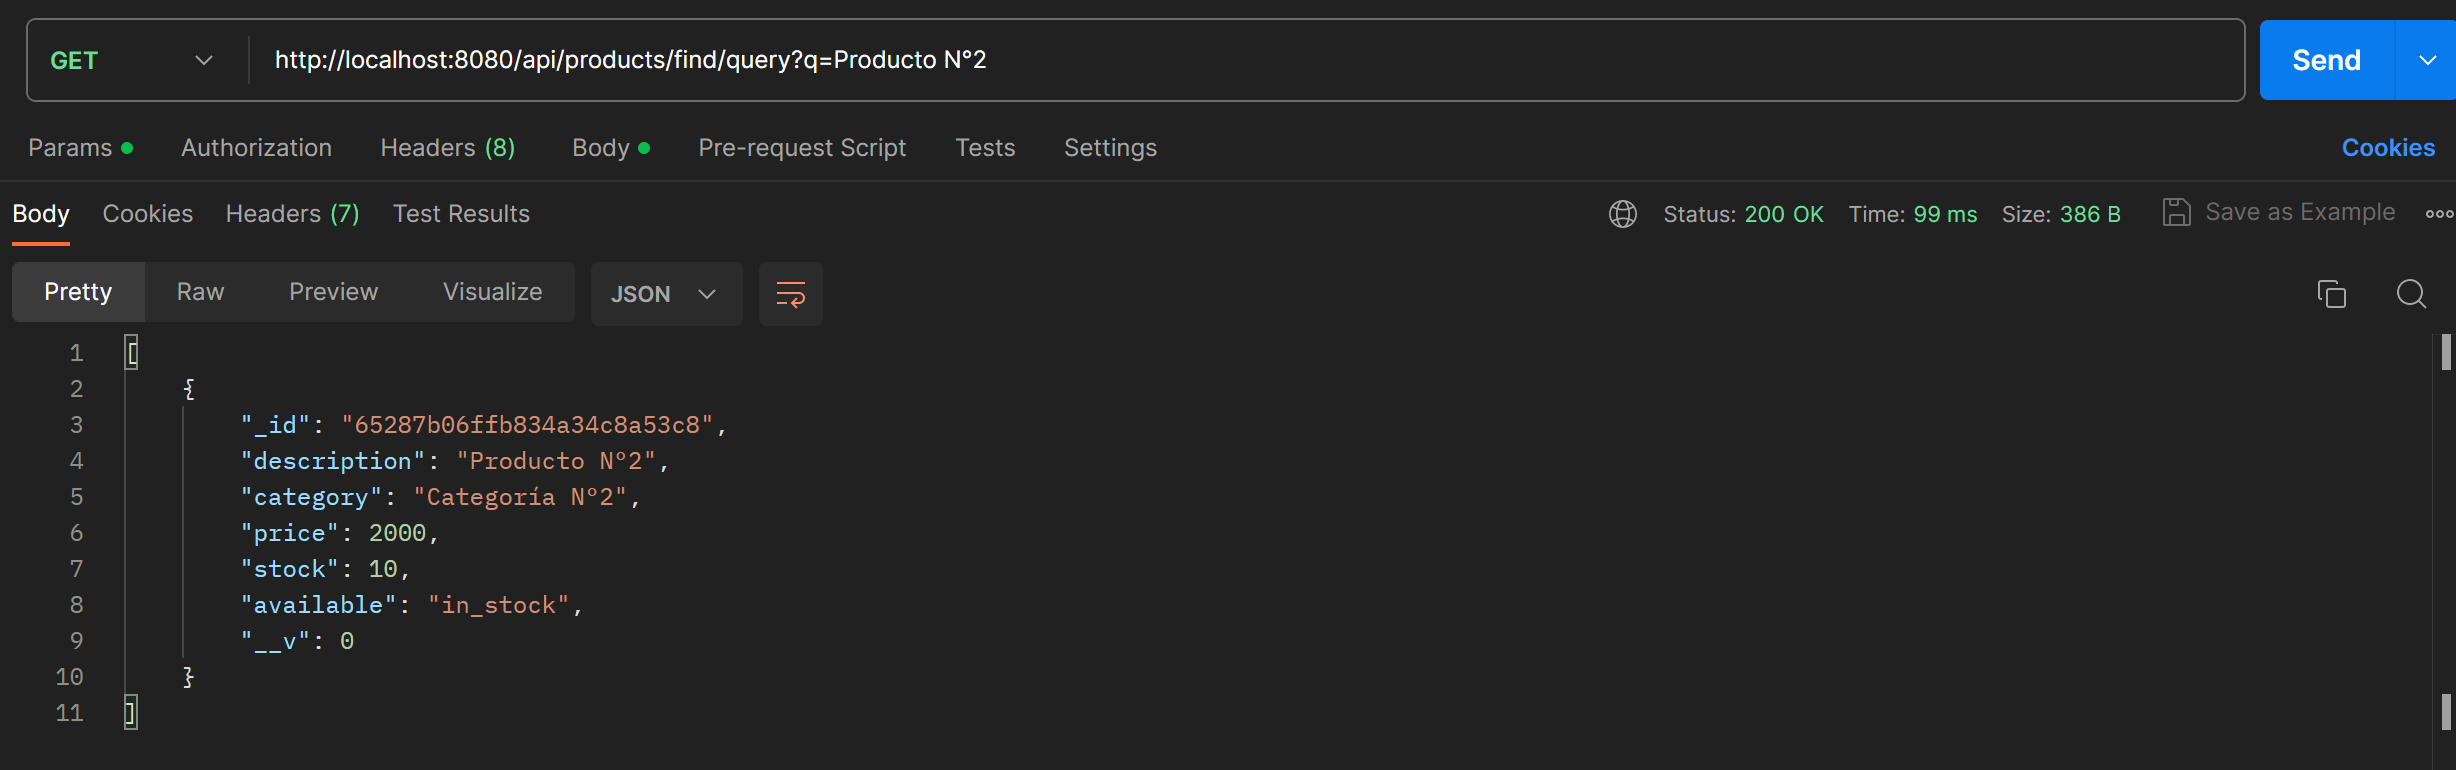 GET http://localhost:8080/api/products/find/query?q=Producto N°2 Send
Params Authorization Headers (8) Body Pre-request Script Tests Settings Cookies
Body Cookies Headers (7) Test Results Status: 200 OK Time: 99 ms Size: 386 B Save as Example
Pretty Raw Preview Visualize JSON
1 [
2 {
3 "_id": "65287b06ffb834a34c8a53c8",
4 "description": "Producto N°2",
5 "category": "Categoría N°2",
6 "price": 2000,
7 "stock": 10,
8 "available": "in_stock",
9 "__v": 0
10 }
11 ]